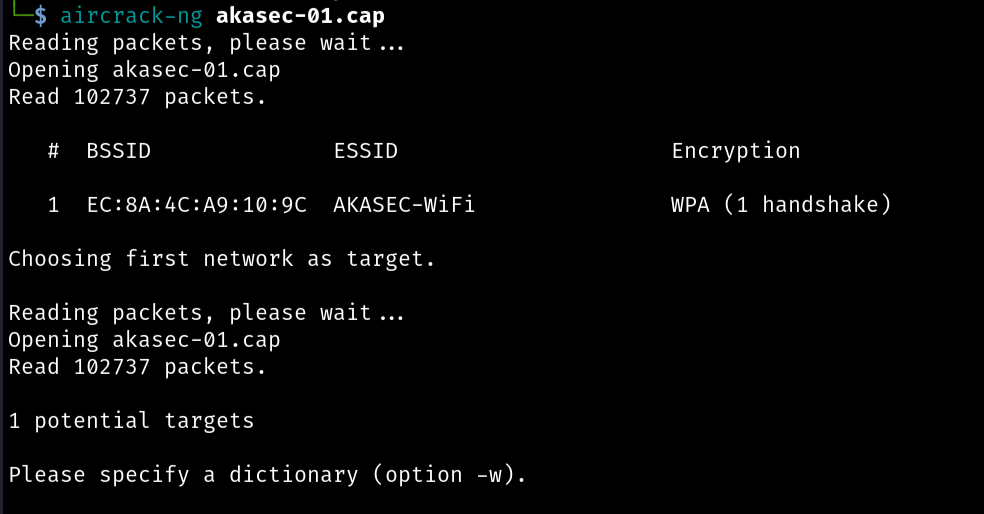 └─$ aircrack-ng akasec-01.cap
Reading packets, please wait...
Opening akasec-01.cap
Read 102737 packets.
# BSSID ESSID Encryption
1 EC:8A:4C:A9:10:9C AKASEC-WiFi WPA (1 handshake)
Choosing first network as target.
Reading packets, please wait...
Opening akasec-01.cap
Read 102737 packets.
1 potential targets
Please specify a dictionary (option -w).